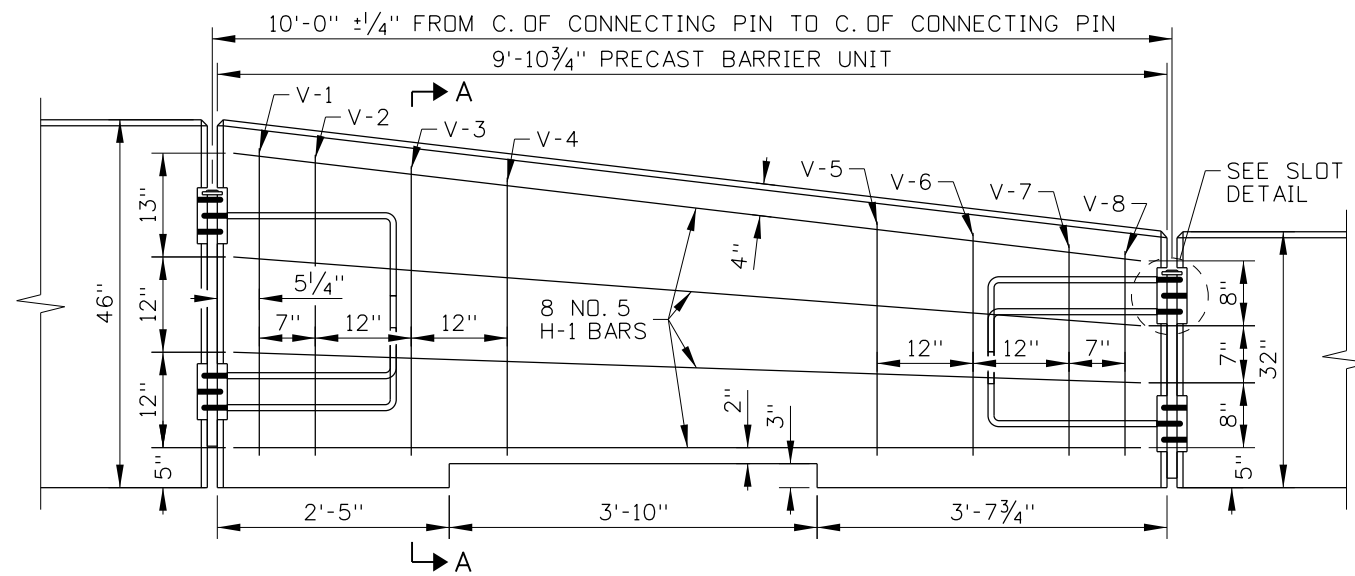 10'-0" ±1/4" FROM C. OF CONNECTING PIN TO C. OF CONNECTING PIN
9'-10 3/4" PRECAST BARRIER UNIT
A
V-1
V-2
V-3
V-4
V-5
V-6
V-7
V-8
SEE SLOT
DETAIL
13"
46"
12"
12"
5"
5 1/4"
7"
12"
12"
4"
8 NO. 5
H-1 BARS
2"
3"
12"
12"
7"
8"
7"
8"
5"
32"
2'-5"
3'-10"
3'-7 3/4"
A